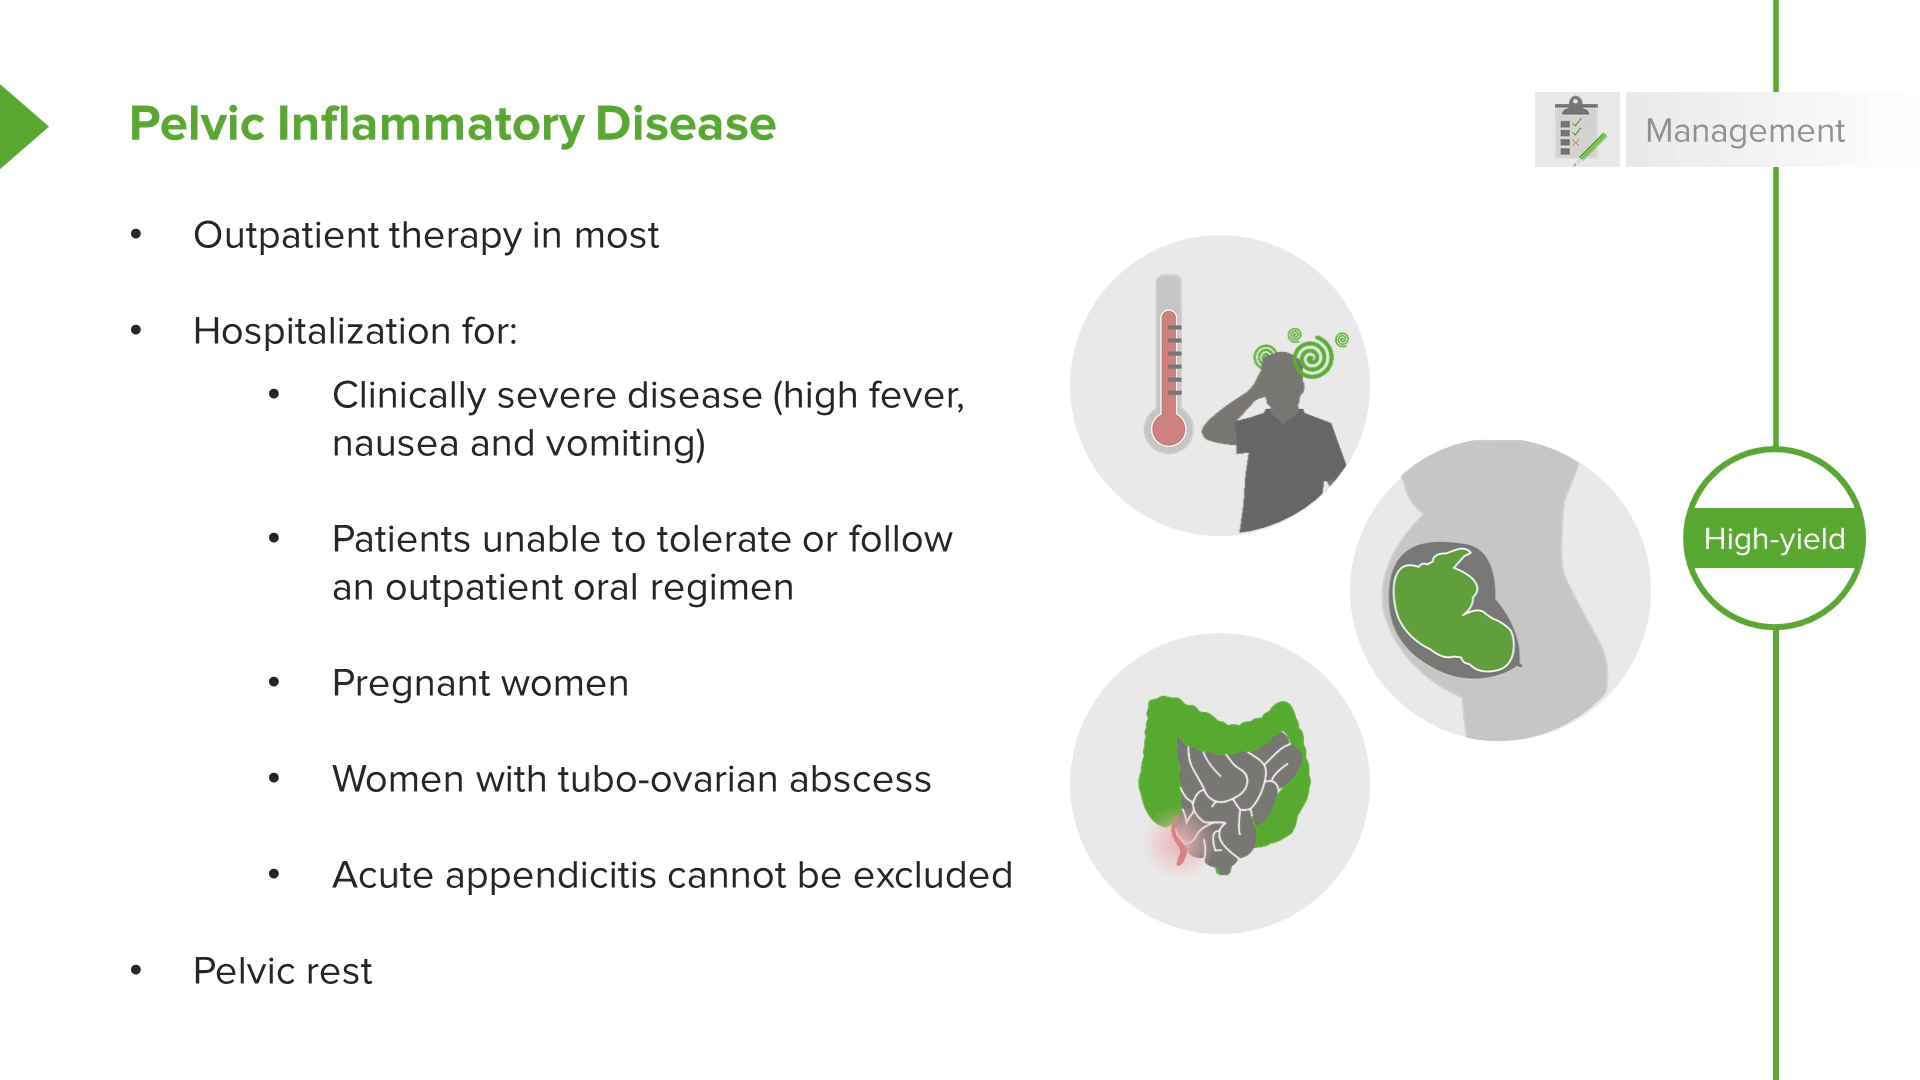 Pelvic Inflammatory Disease
Management
• Outpatient therapy in most
• Hospitalization for:
• Clinically severe disease (high fever,
nausea and vomiting)
• Patients unable to tolerate or follow
an outpatient oral regimen
• Pregnant women
• Women with tubo-ovarian abscess
• Acute appendicitis cannot be excluded
• Pelvic rest
High-yield